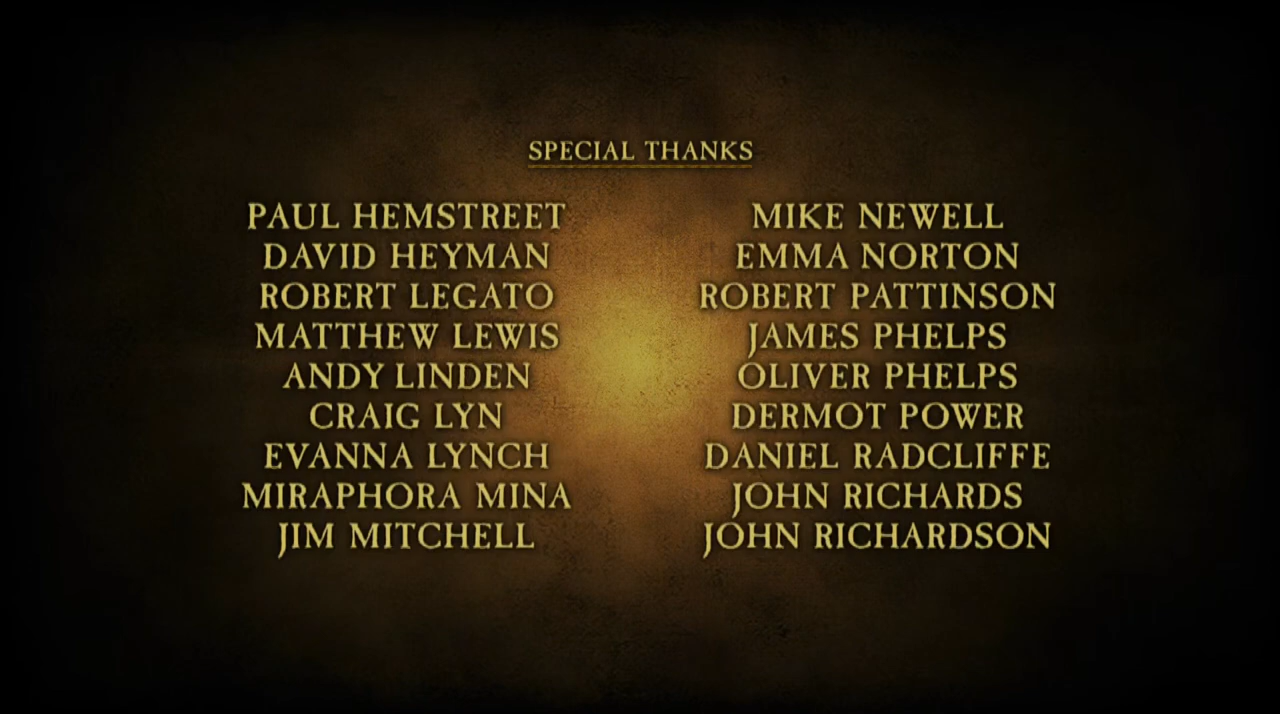 SPECIAL THANKS
PAUL HEMSTREET
DAVID HEYMAN
ROBERT LEGATO
MATTHEW LEWIS
ANDY LINDEN
CRAIG LYN
EVANNA LYNCH
MIRAPHORA MINA
JIM MITCHELL
MIKE NEWELL
EMMA NORTON
ROBERT PATTINSON
JAMES PHELPS
OLIVER PHELPS
DERMOT POWER
DANIEL RADCLIFFE
JOHN RICHARDS
JOHN RICHARDSON